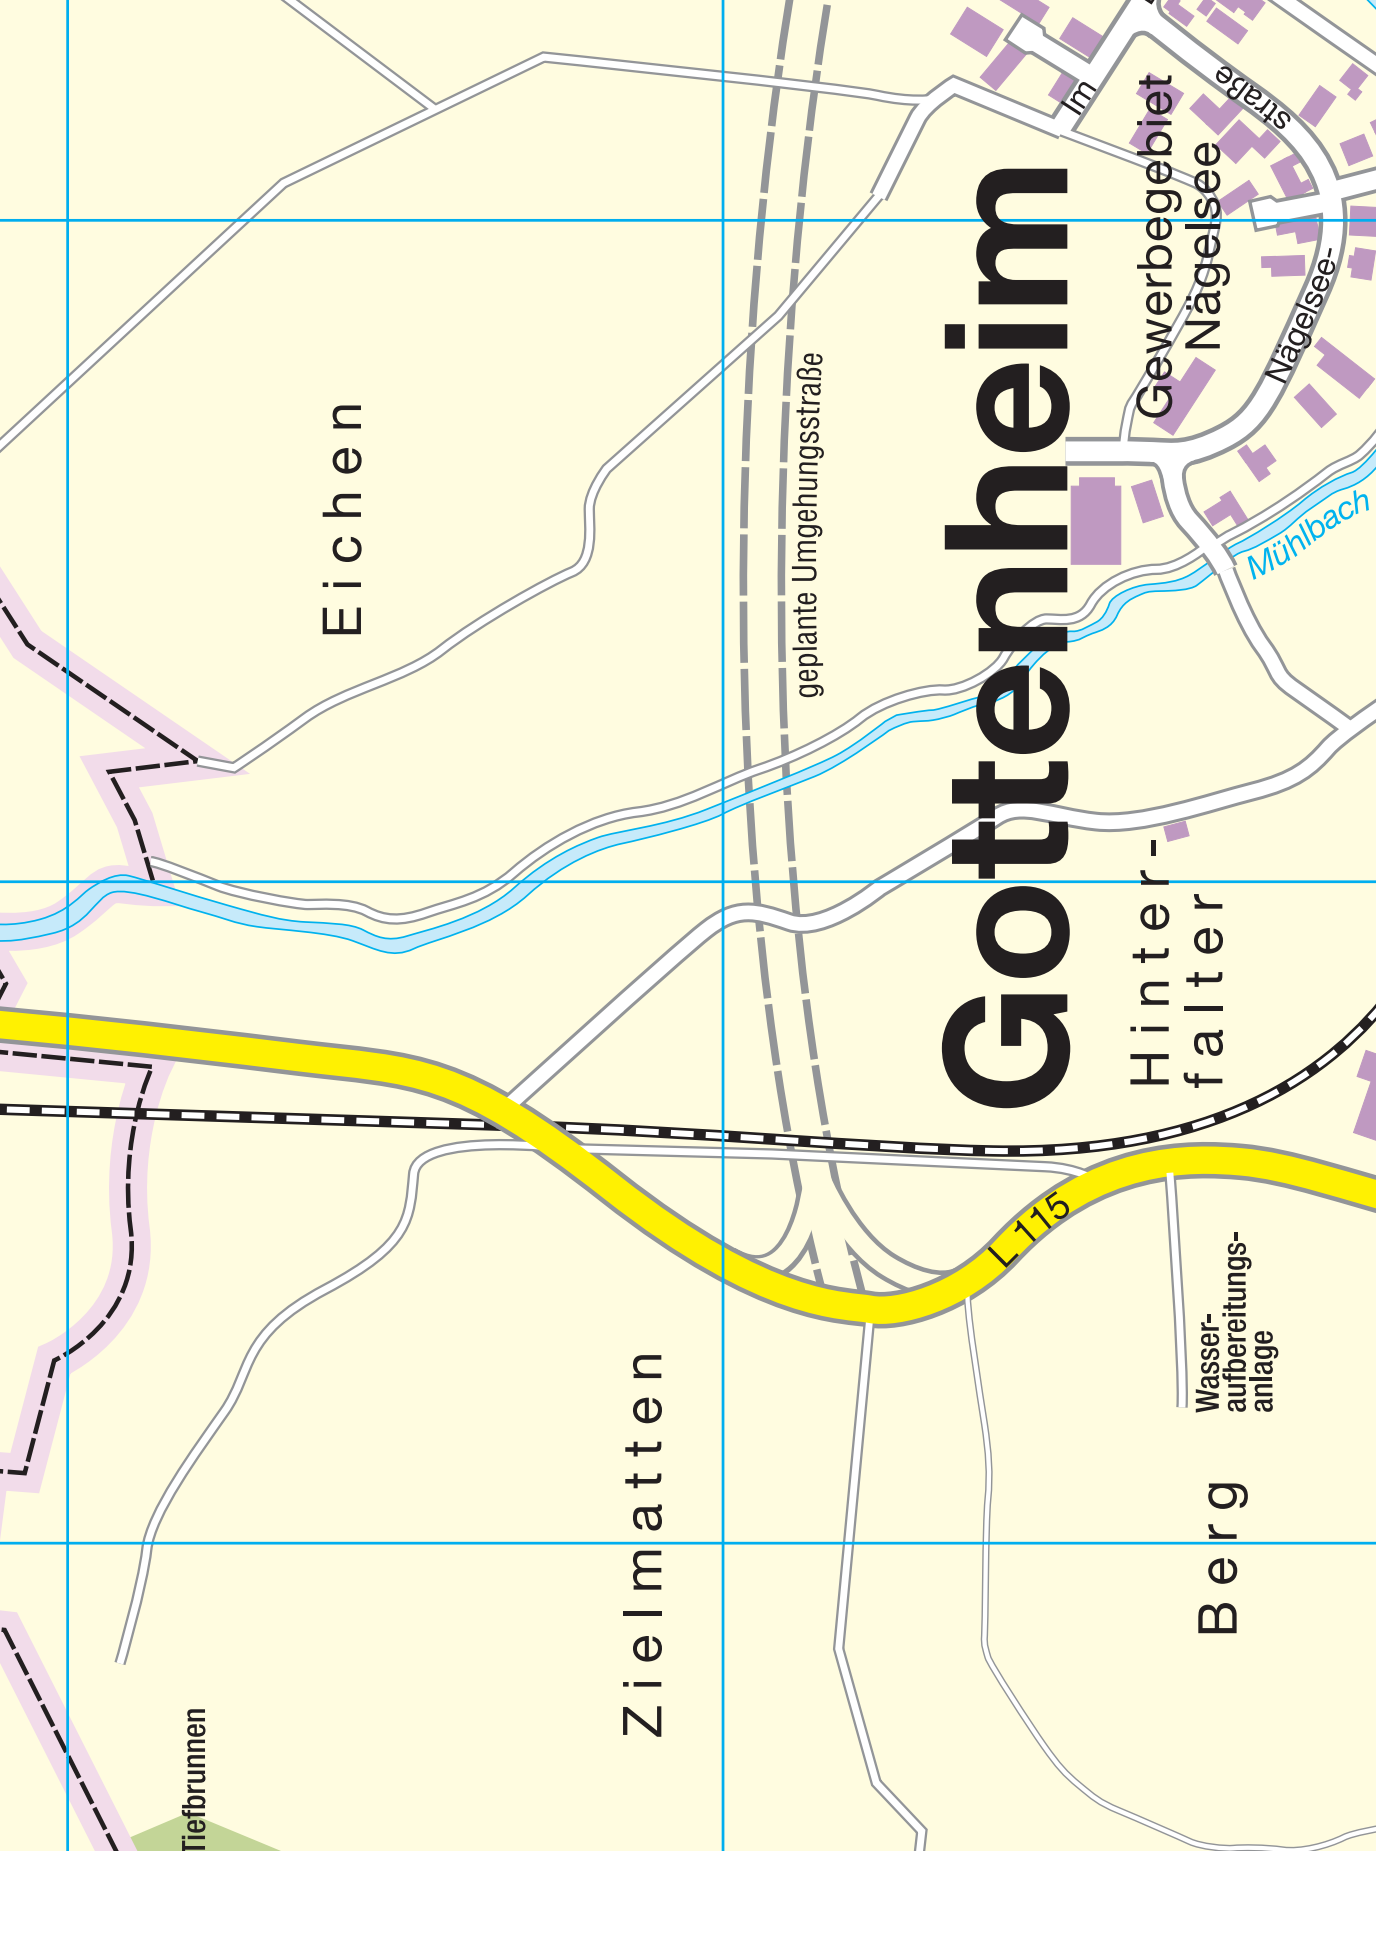 Tiefbrunnen
Eichen
Zielmatten
geplante Umgehungsstraße
Gottenheim
L 115
Im
Gewerbegebiet
Nägelsee
Nägelsee-
straße
Mühlbach
Hinter-
falter
Wasser-
aufbereitungs-
anlage
Berg